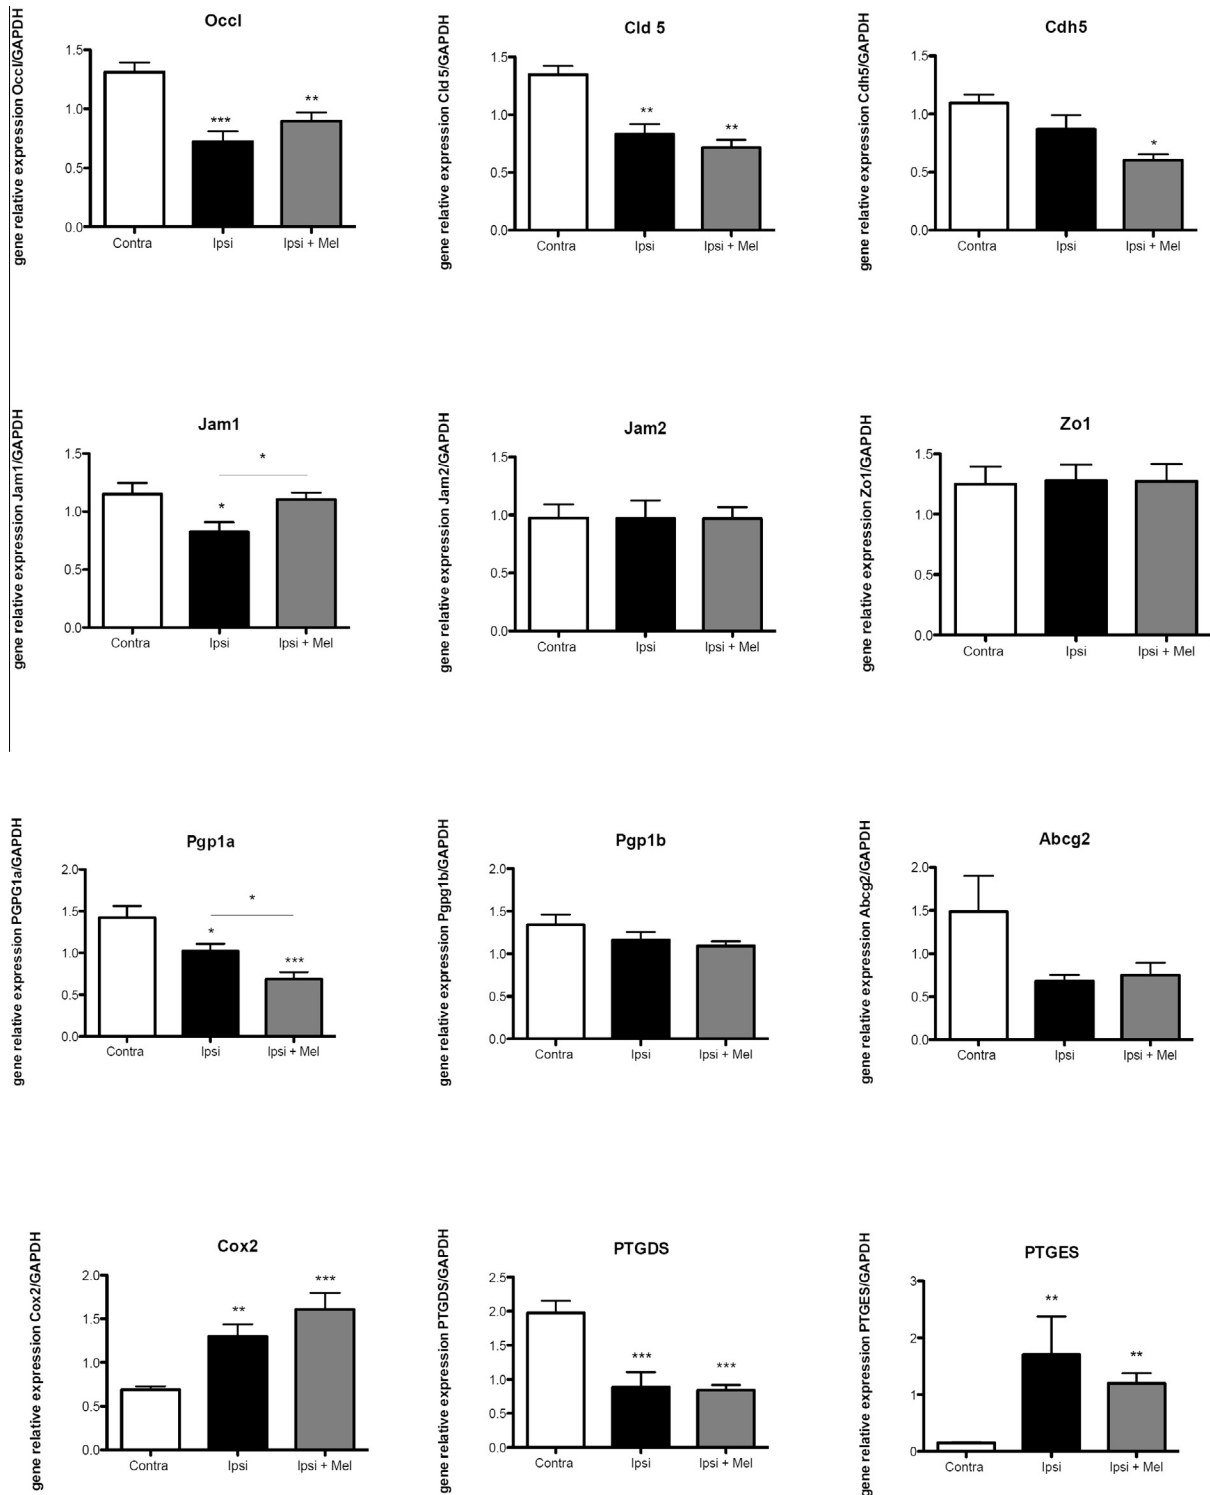 Occl
gene relative expression Occl/GAPDH
1.5
1.0
0.5
0.0
***
**
Contra Ipsi Ipsi + Mel
Cld 5
gene relative expression Cld 5/GAPDH
1.5
1.0
0.5
0.0
**
**
Contra Ipsi Ipsi + Mel
Cdh5
gene relative expression Cdh5/GAPDH
1.5
1.0
0.5
0.0
*
Contra Ipsi Ipsi + Mel
Jam1
gene relative expression Jam1/GAPDH
1.5
1.0
0.5
0.0
*
*
Contra Ipsi Ipsi + Mel
Jam2
gene relative expression Jam2/GAPDH
1.5
1.0
0.5
0.0
Contra Ipsi Ipsi + Mel
Zo1
gene relative expression Zo1/GAPDH
1.5
1.0
0.5
0.0
Contra Ipsi Ipsi + Mel
Pgp1a
gene relative expression PGPG1a/GAPDH
2.0
1.5
1.0
0.5
0.0
*
*
***
Contra Ipsi Ipsi + Mel
Pgp1b
gene relative expression Pgpg1b/GAPDH
2.0
1.5
1.0
0.5
0.0
Contra Ipsi Ipsi + Mel
Abcg2
gene relative expression Abcg2/GAPDH
2.0
1.5
1.0
0.5
0.0
Contra Ipsi Ipsi + Mel
Cox2
gene relative expression Cox2/GAPDH
2.0
1.5
1.0
0.5
0.0
**
***
Contra Ipsi Ipsi + Mel
PTGDS
gene relative expression PTGDS/GAPDH
2.5
2.0
1.5
1.0
0.5
0.0
***
***
Contra Ipsi Ipsi + Mel
PTGES
gene relative expression PTGES/GAPDH
3
2
1
0
**
**
Contra Ipsi Ipsi + Mel